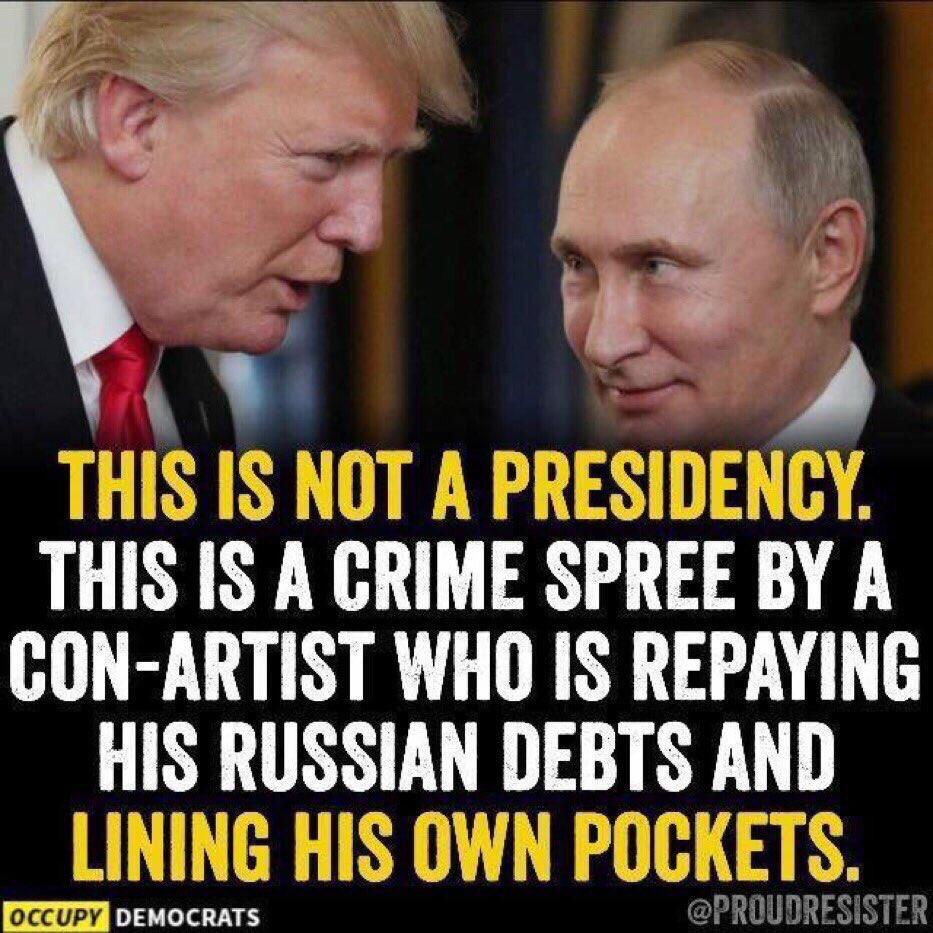 THIS IS NOT A PRESIDENCY.
THIS IS A CRIME SPREE BY A
CON-ARTIST WHO IS REPAYING
HIS RUSSIAN DEBTS AND
LINING HIS OWN POCKETS.
OCCUPY DEMOCRATS
@PROUDRESISTER